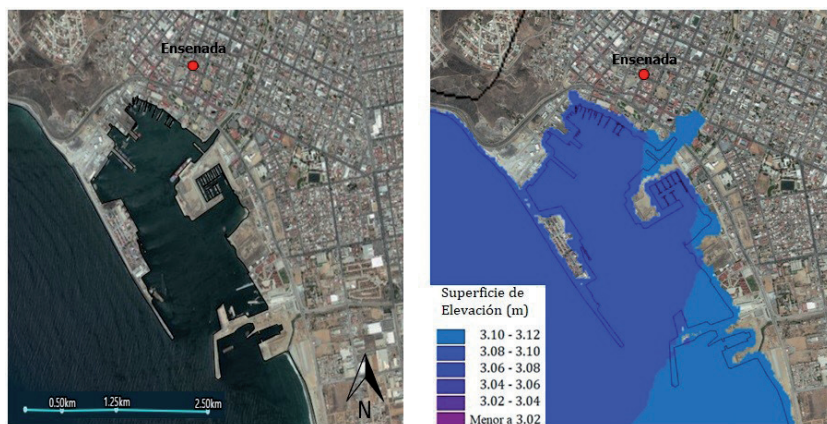 Ensenada
0.50km 1.25km 2.50km
N
Ensenada
Superficie de
Elevación (m)
3.10 - 3.12
3.08 - 3.10
3.06 - 3.08
3.04 - 3.06
3.02 - 3.04
Menor a 3.02